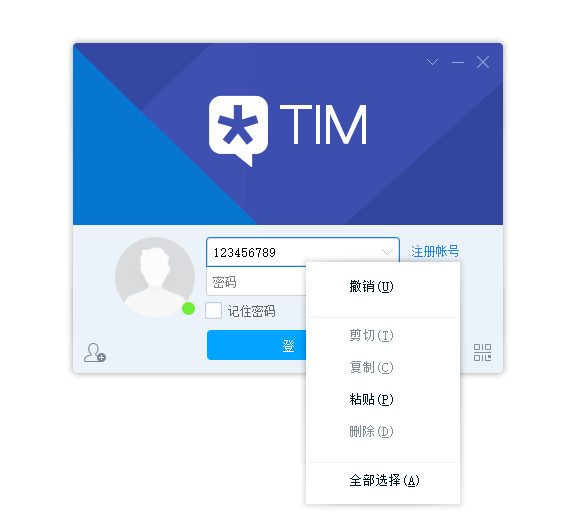 TIM
123456789
注册帐号
密码
记住密码
登
撤销(U)
剪切(T)
复制(C)
粘贴(P)
删除(D)
全部选择(A)